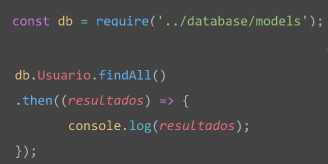 const db = require('../database/models');
db.Usuario.findAll()
.then((resultados) => {
console.log(resultados);
});